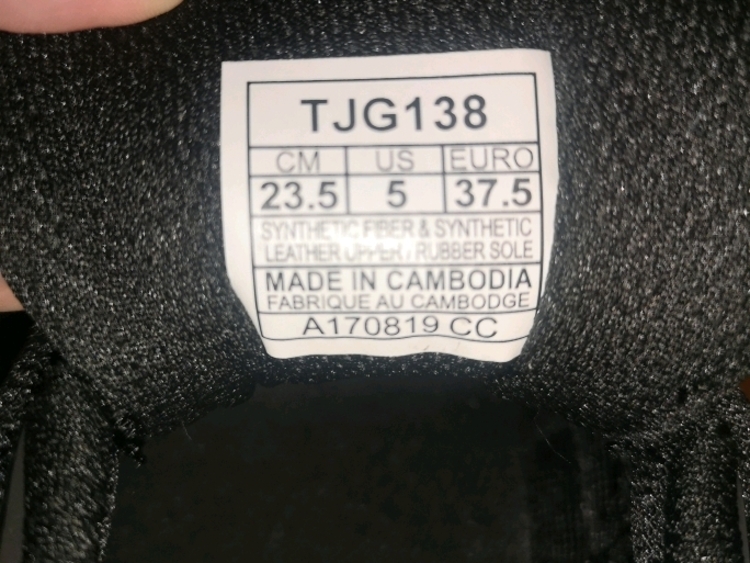 TJG138
CM US EURO
23.5 5 37.5
SYNTHETIC FIBER & SYNTHETIC
LEATHER UPPER / RUBBER SOLE
MADE IN CAMBODIA
FABRIQUE AU CAMBODGE
A170819 CC